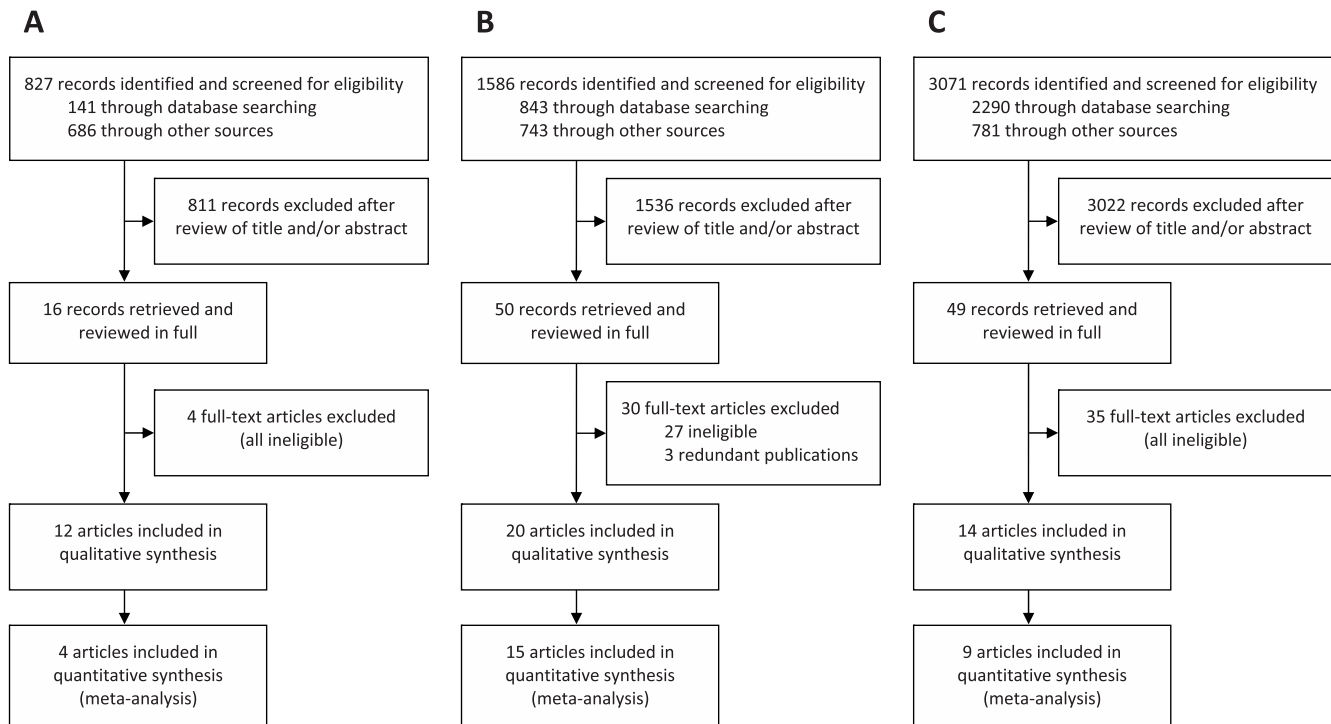 A
827 records identified and screened for eligibility
141 through database searching
686 through other sources
811 records excluded after
review of title and/or abstract
16 records retrieved and
reviewed in full
4 full-text articles excluded
(all ineligible)
12 articles included in
qualitative synthesis
4 articles included in
quantitative synthesis
(meta-analysis)
B
1586 records identified and screened for eligibility
843 through database searching
743 through other sources
1536 records excluded after
review of title and/or abstract
50 records retrieved and
reviewed in full
30 full-text articles excluded
27 ineligible
3 redundant publications
20 articles included in
qualitative synthesis
15 articles included in
quantitative synthesis
(meta-analysis)
C
3071 records identified and screened for eligibility
2290 through database searching
781 through other sources
3022 records excluded after
review of title and/or abstract
49 records retrieved and
reviewed in full
35 full-text articles excluded
(all ineligible)
14 articles included in
qualitative synthesis
9 articles included in
quantitative synthesis
(meta-analysis)